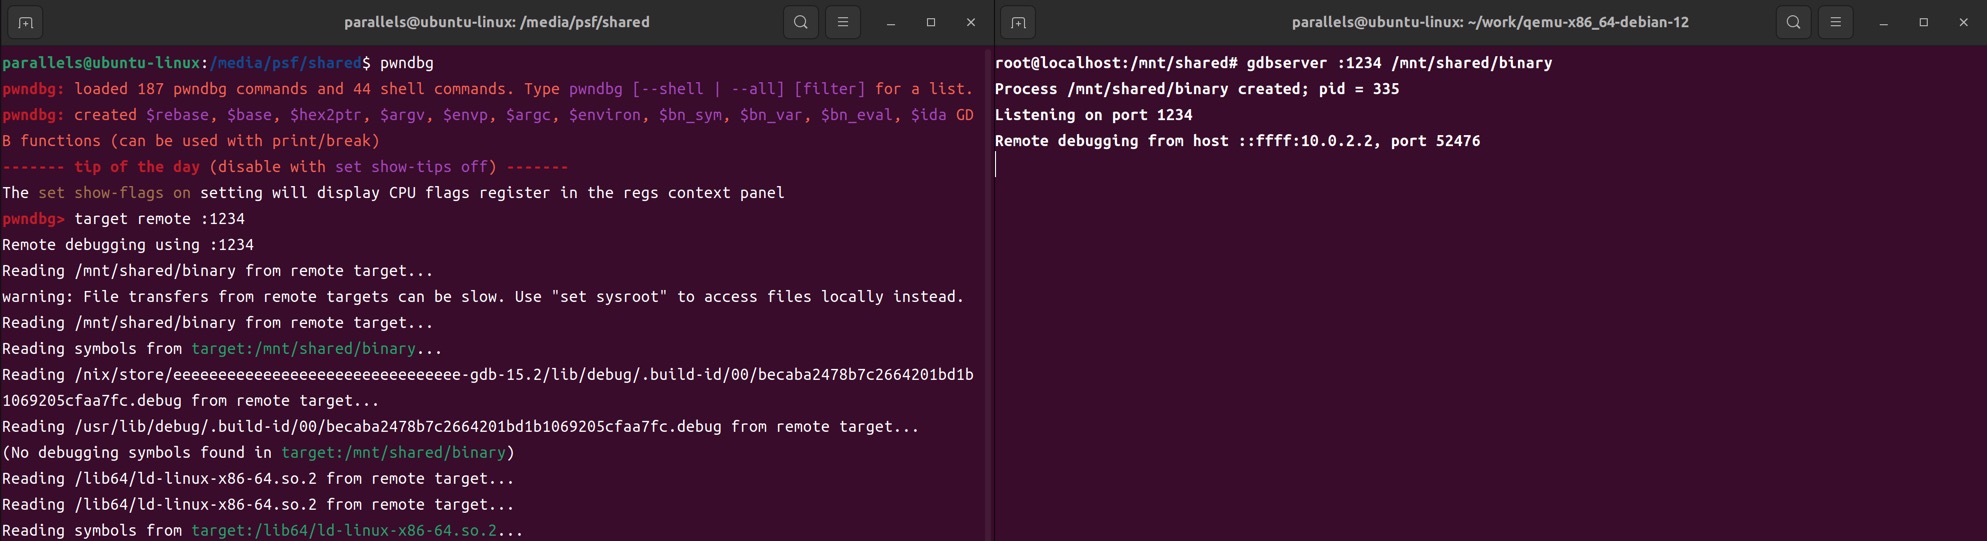 parallels@ubuntu-linux: /media/psf/shared
parallels@ubuntu-linux:/media/psf/shared$ pwndbg
pwndbg: loaded 187 pwndbg commands and 44 shell commands. Type pwndbg [--shell | --all] [filter] for a list.
pwndbg: created $rebase, $base, $hex2ptr, $argv, $envp, $argc, $environ, $bn_sym, $bn_var, $bn_eval, $ida GD
B functions (can be used with print/break)
------- tip of the day (disable with set show-tips off) -------
The set show-flags on setting will display CPU flags register in the regs context panel
pwndbg> target remote :1234
Remote debugging using :1234
Reading /mnt/shared/binary from remote target...
warning: File transfers from remote targets can be slow. Use "set sysroot" to access files locally instead.
Reading /mnt/shared/binary from remote target...
Reading symbols from target:/mnt/shared/binary...
Reading /nix/store/eeeeeeeeeeeeeeeeeeeeeeeeeeeeeeee-gdb-15.2/lib/debug/.build-id/00/becaba2478b7c2664201bd1b
1069205cfaa7fc.debug from remote target...
Reading /usr/lib/debug/.build-id/00/becaba2478b7c2664201bd1b1069205cfaa7fc.debug from remote target...
(No debugging symbols found in target:/mnt/shared/binary)
Reading /lib64/ld-linux-x86-64.so.2 from remote target...
Reading /lib64/ld-linux-x86-64.so.2 from remote target...
Reading symbols from target:/lib64/ld-linux-x86-64.so.2...
parallels@ubuntu-linux: ~/work/qemu-x86_64-debian-12
root@localhost:/mnt/shared# gdbserver :1234 /mnt/shared/binary
Process /mnt/shared/binary created; pid = 335
Listening on port 1234
Remote debugging from host ::ffff:10.0.2.2, port 52476